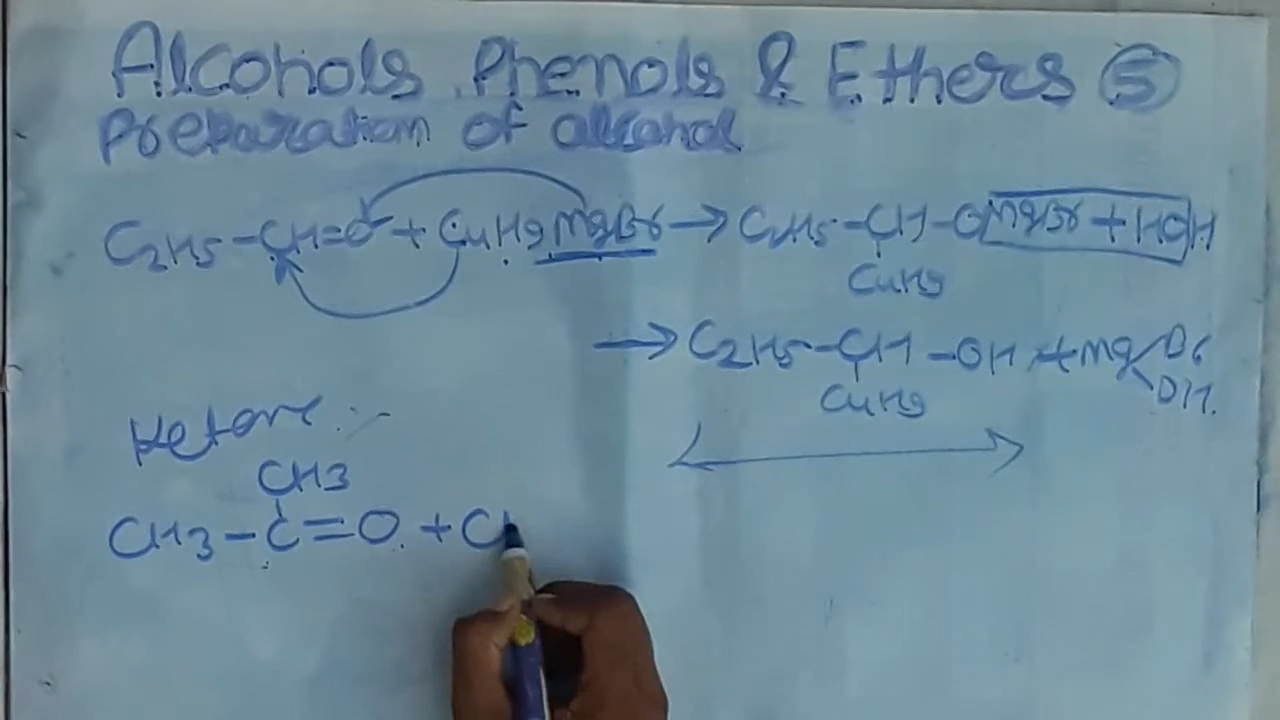 Alcohols, Phenols & Ethers 5
Preparation of alcohol
C2H5-CH=O + C4H9MgBr → C2H5-CH-OMgBr + HOH
C4H9
→ C2H5-CH-OH + Mg Br
C4H9 OH.
Ketone :-
CH3
CH3-C=O + C